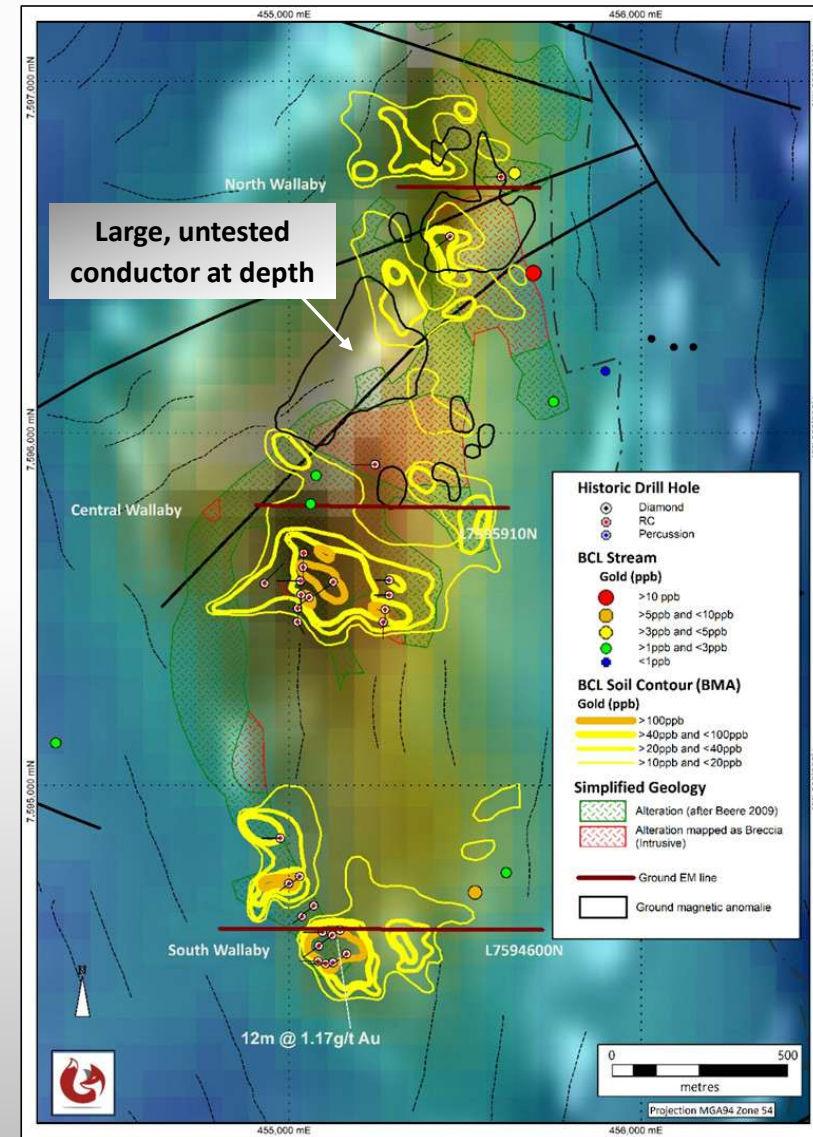 455,000 mE
456,000 mE
7,597,000 mN
North Wallaby
Large, untested
conductor at depth
7,596,000 mN
Central Wallaby
L7595910N
Historic Drill Hole
Diamond
RC
Percussion
BCL Stream
Gold (ppb)
>10 ppb
>5ppb and <10ppb
>3ppb and <5ppb
>1ppb and <3ppb
<1ppb
BCL Soil Contour (BMA)
Gold (ppb)
>100ppb
>40ppb and <100ppb
>20ppb and <40ppb
>10ppb and <20ppb
Simplified Geology
Alteration (after Beere 2009)
Alteration mapped as Breccia
(Intrusive)
Ground EM line
Ground magnetic anomalie
7,595,000 mN
South Wallaby
L7594600N
N
12m @ 1.17g/t Au
0 500
metres
Projection MGA94 Zone 54
455,000 mE
456,000 mE